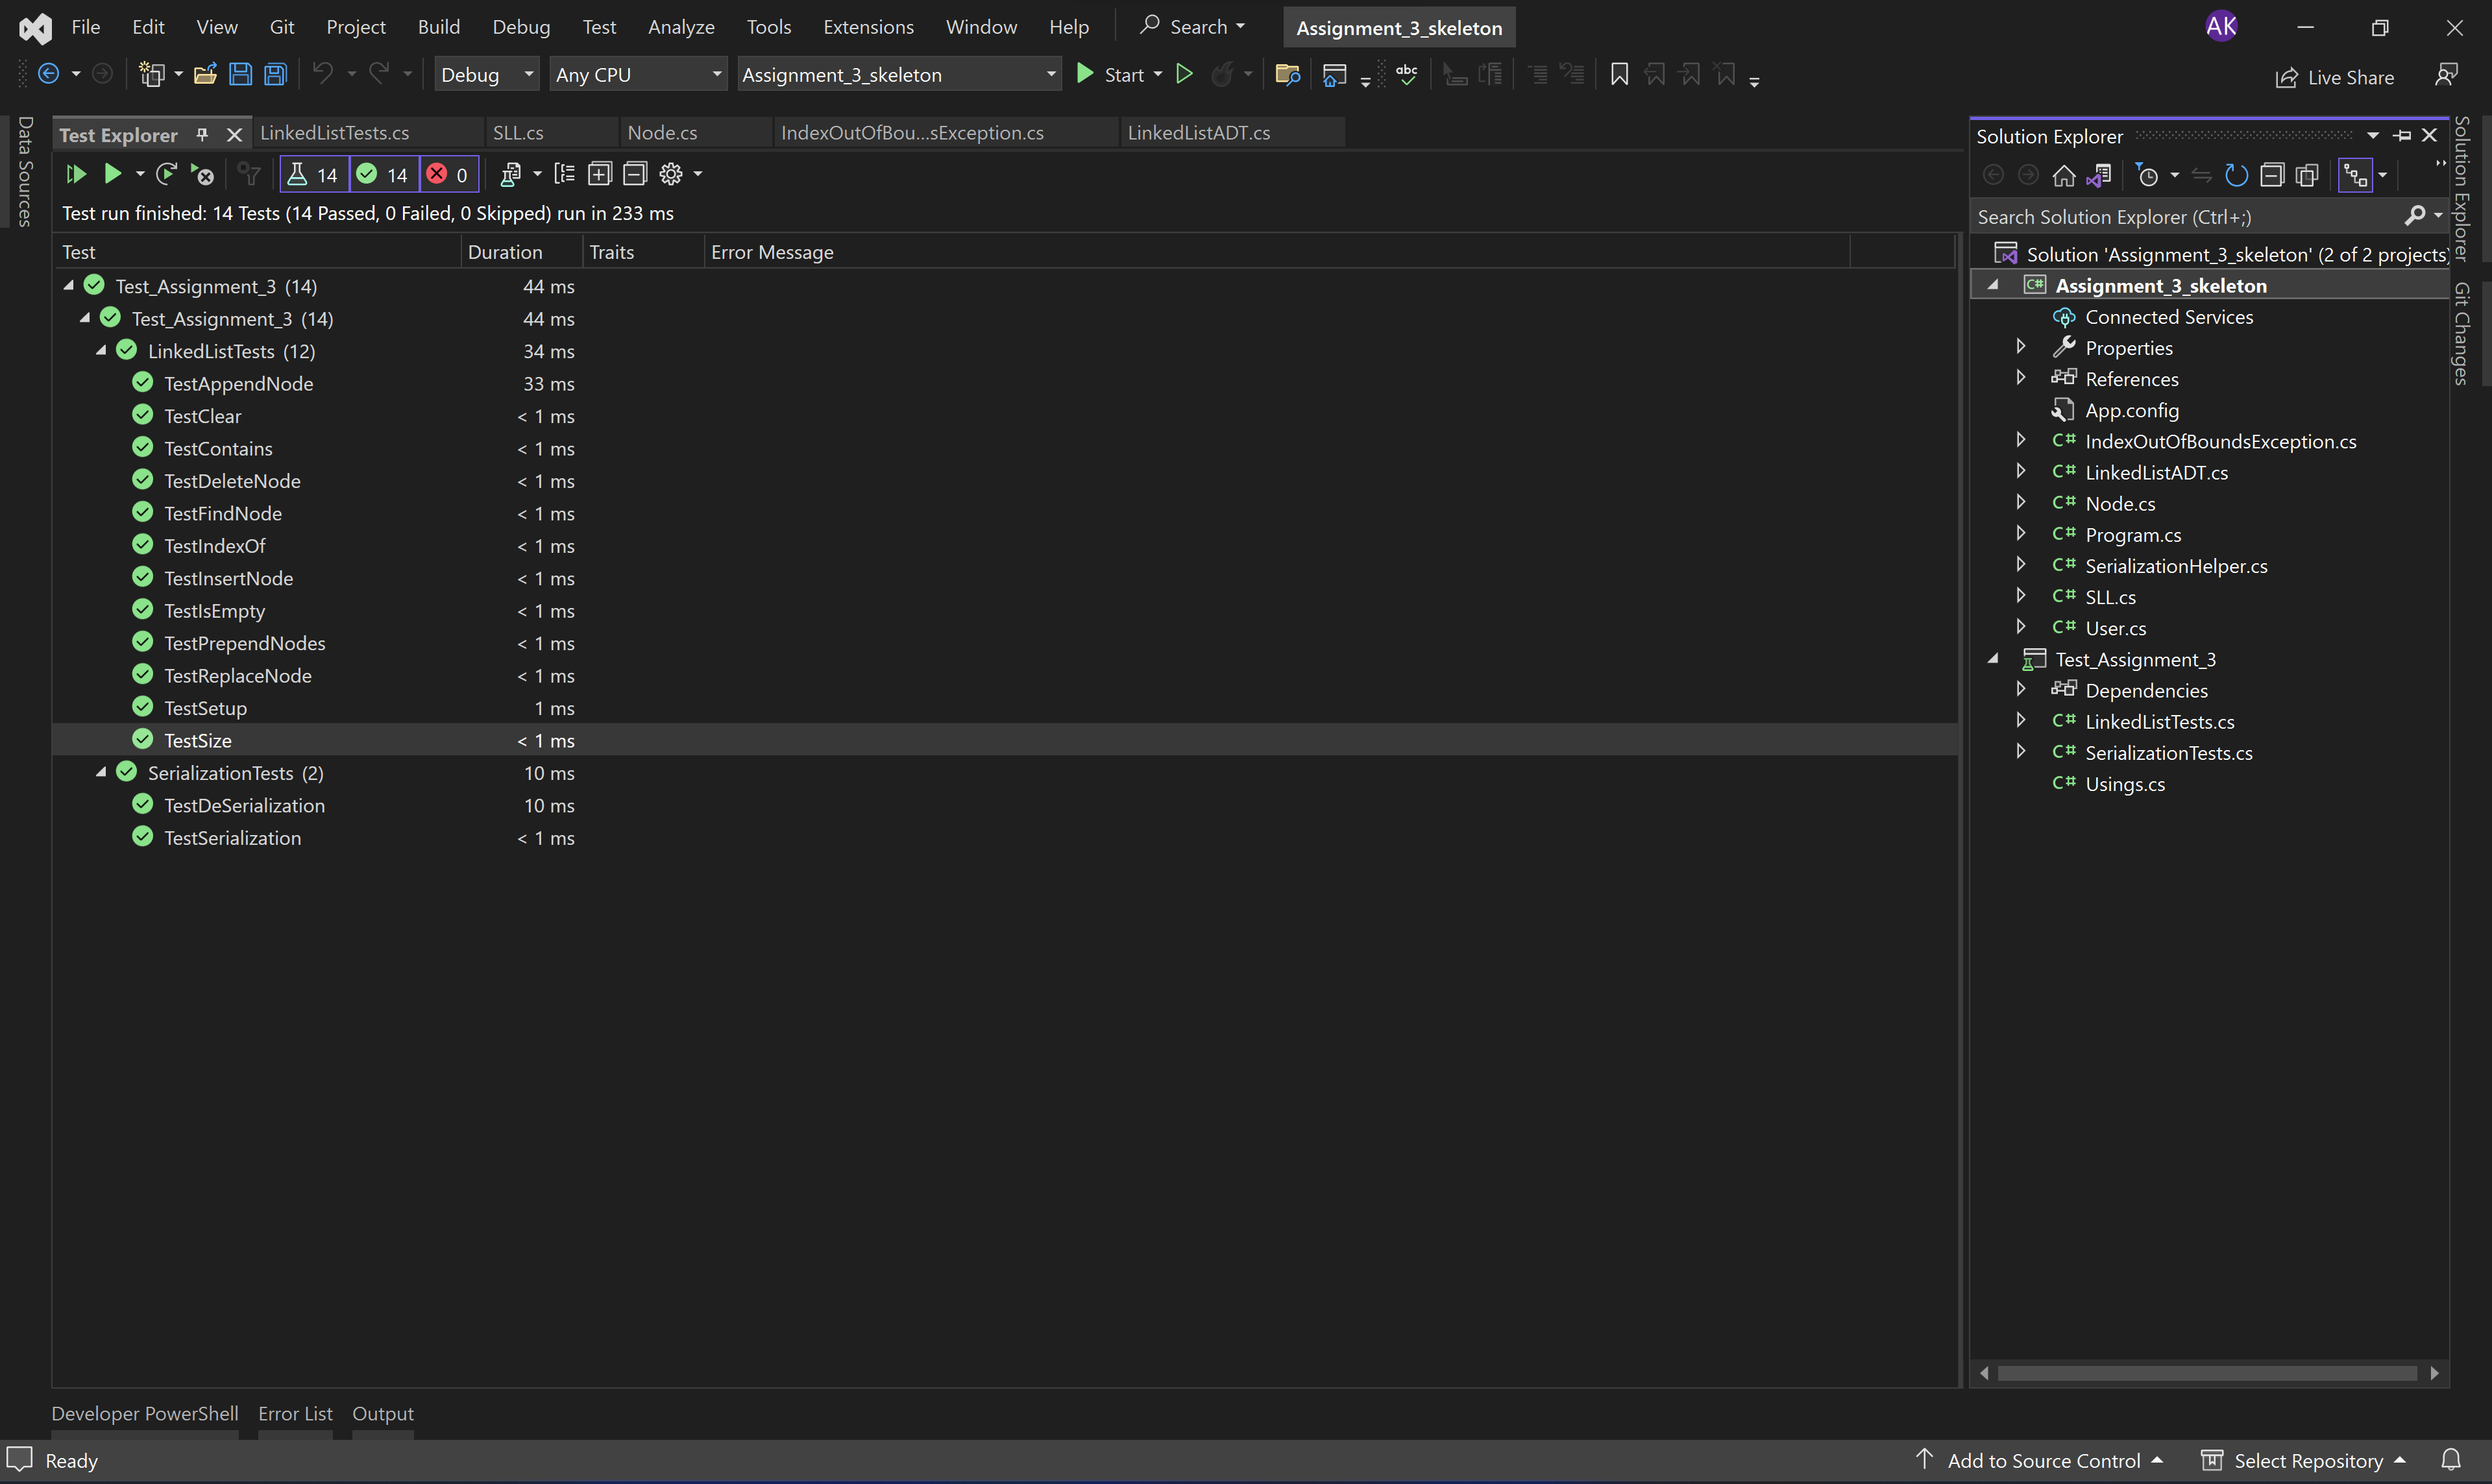 File Edit View Git Project Build Debug Test Analyze Tools Extensions Window Help Search Assignment_3_skeleton AK
Debug Any CPU Assignment_3_skeleton Start abc Live Share
Data Sources
Test Explorer LinkedListTests.cs SLL.cs Node.cs IndexOutOfBou...sException.cs LinkedListADT.cs
14 14 0
Test run finished: 14 Tests (14 Passed, 0 Failed, 0 Skipped) run in 233 ms
Test Duration Traits Error Message
Test_Assignment_3 (14) 44 ms
Test_Assignment_3 (14) 44 ms
LinkedListTests (12) 34 ms
TestAppendNode 33 ms
TestClear < 1 ms
TestContains < 1 ms
TestDeleteNode < 1 ms
TestFindNode < 1 ms
TestIndexOf < 1 ms
TestInsertNode < 1 ms
TestIsEmpty < 1 ms
TestPrependNodes < 1 ms
TestReplaceNode < 1 ms
TestSetup 1 ms
TestSize < 1 ms
SerializationTests (2) 10 ms
TestDeSerialization 10 ms
TestSerialization < 1 ms
Solution Explorer
Search Solution Explorer (Ctrl+;)
Solution 'Assignment_3_skeleton' (2 of 2 projects)
C# Assignment_3_skeleton
Connected Services
Properties
References
App.config
C# IndexOutOfBoundsException.cs
C# LinkedListADT.cs
C# Node.cs
C# Program.cs
C# SerializationHelper.cs
C# SLL.cs
C# User.cs
Test_Assignment_3
Dependencies
C# LinkedListTests.cs
C# SerializationTests.cs
C# Usings.cs
Solution Explorer
Git Changes
Developer PowerShell Error List Output
Ready Add to Source Control Select Repository